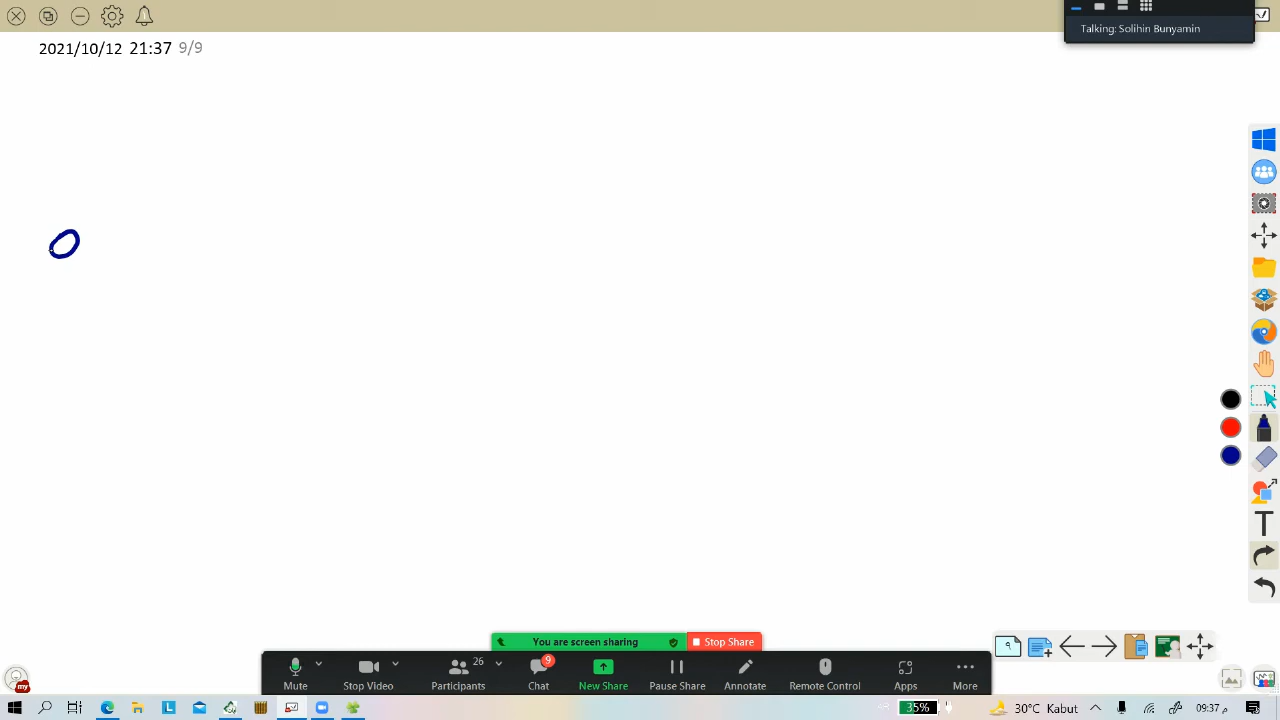 Talking: Solihin Bunyamin
2021/10/12 21:37 9/9
You are screen sharing
Stop Share
26
9
Mute
Stop Video
Participants
Chat
New Share
Pause Share
Annotate
Remote Control
Apps
More
my
35%
30°C Kabut
09:37 م